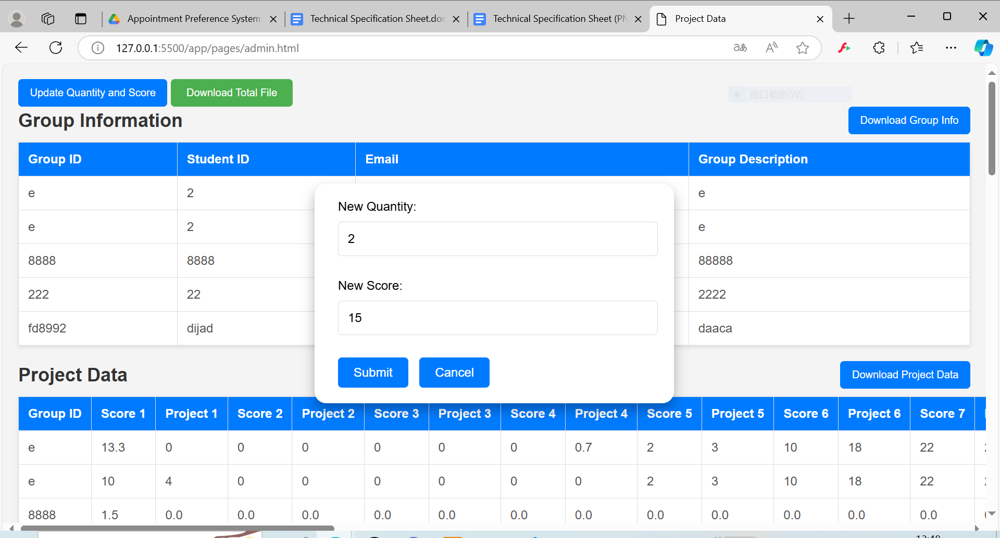 Appointment Preference System
Technical Specification Sheet.doc
Technical Specification Sheet (PN
Project Data
127.0.0.1:5500/app/pages/admin.html
Update Quantity and Score
Download Total File
窗口截图(W)
Group Information
Download Group Info
Group ID Student ID Email Group Description
e 2 e
e 2 e
8888 8888 88888
222 22 2222
fd8992 dijad daaca
New Quantity:
2
New Score:
15
Submit Cancel
Project Data
Download Project Data
Group ID Score 1 Project 1 Score 2 Project 2 Score 3 Project 3 Score 4 Project 4 Score 5 Project 5 Score 6 Project 6 Score 7
e 13.3 0 0 0 0 0 0 0.7 2 3 10 18 22
e 10 4 0 0 0 0 0 0 2 3 10 18 22
8888 1.5 0.0 0.0 0.0 0.0 0.0 0.0 0.0 0.0 0.0 0.0 0.0 0.0